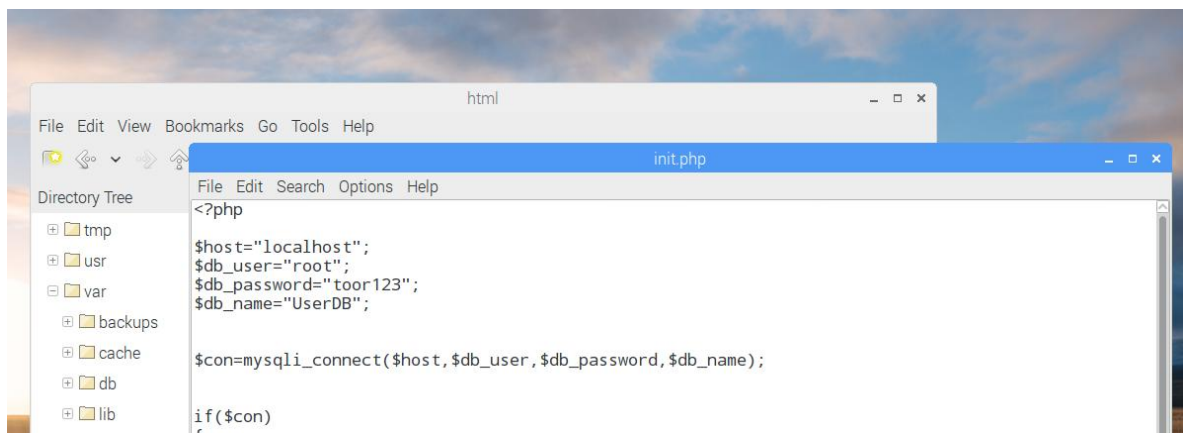 html
File Edit View Bookmarks Go Tools Help
init.php
Directory Tree
tmp
usr
var
backups
cache
db
lib
File Edit Search Options Help
<?php
$host="localhost";
$db_user="root";
$db_password="toor123";
$db_name="UserDB";
$con=mysqli_connect($host,$db_user,$db_password,$db_name);
if($con)